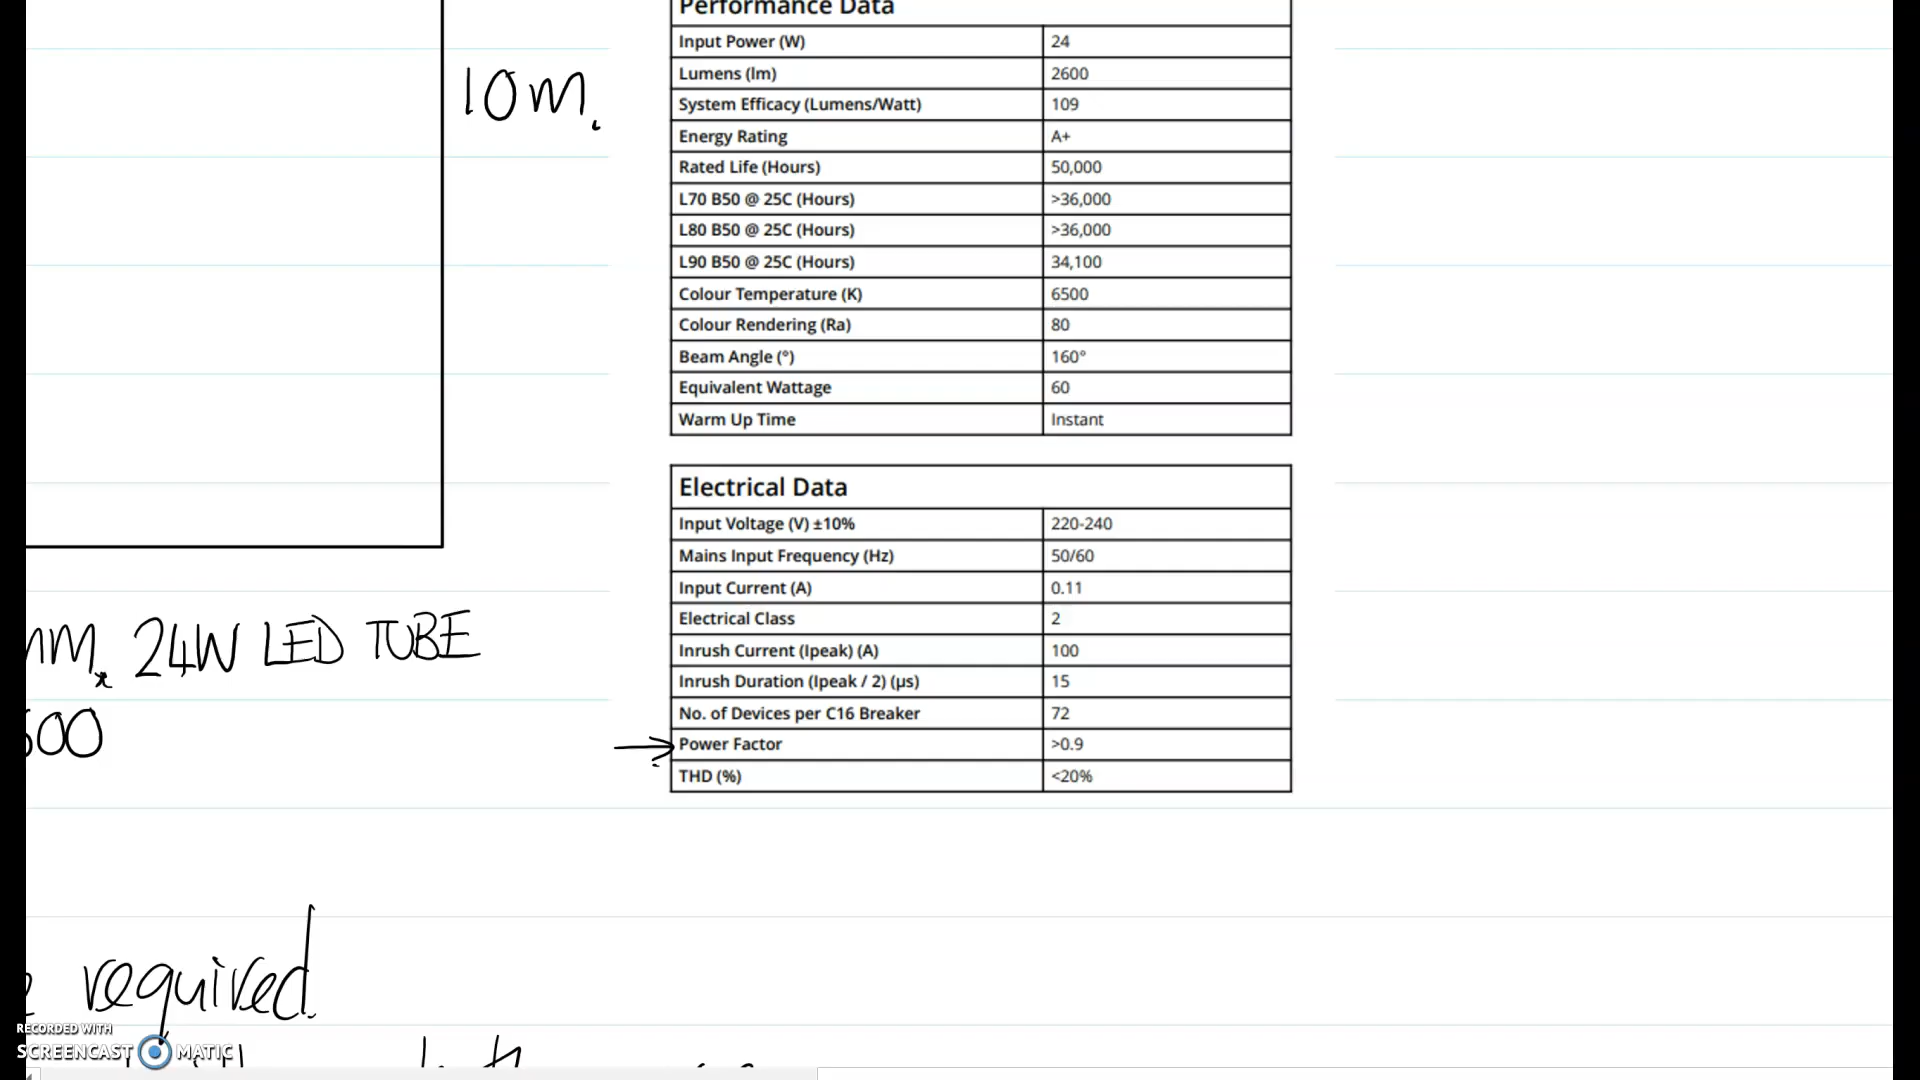 Performance Data
Input Power (W) 24
Lumens (lm) 2600
System Efficacy (Lumens/Watt) 109
Energy Rating A+
Rated Life (Hours) 50,000
L70 B50 @ 25C (Hours) >36,000
L80 B50 @ 25C (Hours) >36,000
L90 B50 @ 25C (Hours) 34,100
Colour Temperature (K) 6500
Colour Rendering (Ra) 80
Beam Angle (°) 160°
Equivalent Wattage 60
Warm Up Time Instant
10m.
Electrical Data
Input Voltage (V) ±10% 220-240
Mains Input Frequency (Hz) 50/60
Input Current (A) 0.11
Electrical Class 2
Inrush Current (Ipeak) (A) 100
Inrush Duration (Ipeak / 2) (µs) 15
No. of Devices per C16 Breaker 72
Power Factor >0.9
THD (%) <20%
24W LED TUBE
required.
RECORDED WITH
SCREENCAST MATIC